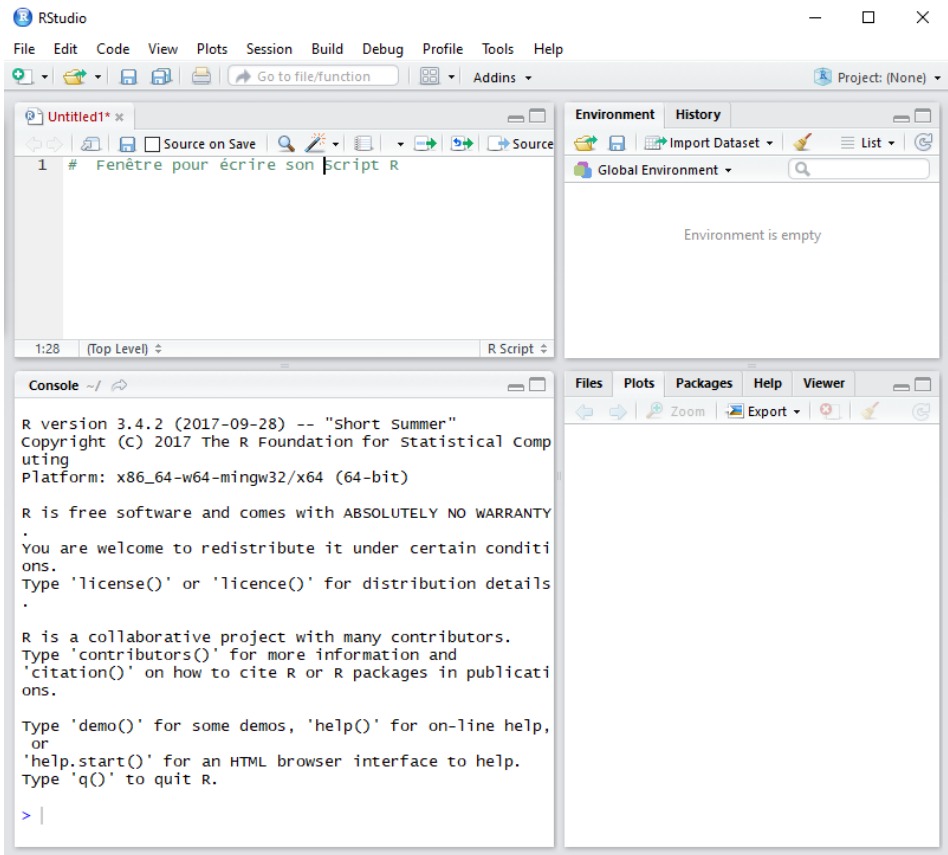 RStudio
File Edit Code View Plots Session Build Debug Profile Tools Help
Go to file/function Addins Project: (None)
Untitled1*
Source on Save Source
1 # Fenêtre pour écrire son Script R
1:28 (Top Level) R Script
Environment History
Import Dataset List
Global Environment
Environment is empty
Console ~/
R version 3.4.2 (2017-09-28) -- "Short Summer"
Copyright (C) 2017 The R Foundation for Statistical Comp
uting
Platform: x86_64-w64-mingw32/x64 (64-bit)
R is free software and comes with ABSOLUTELY NO WARRANTY
.
You are welcome to redistribute it under certain conditi
ons.
Type 'license()' or 'licence()' for distribution details
.
R is a collaborative project with many contributors.
Type 'contributors()' for more information and
'citation()' on how to cite R or R packages in publicati
ons.
Type 'demo()' for some demos, 'help()' for on-line help,
or
'help.start()' for an HTML browser interface to help.
Type 'q()' to quit R.
>
Files Plots Packages Help Viewer
Zoom Export